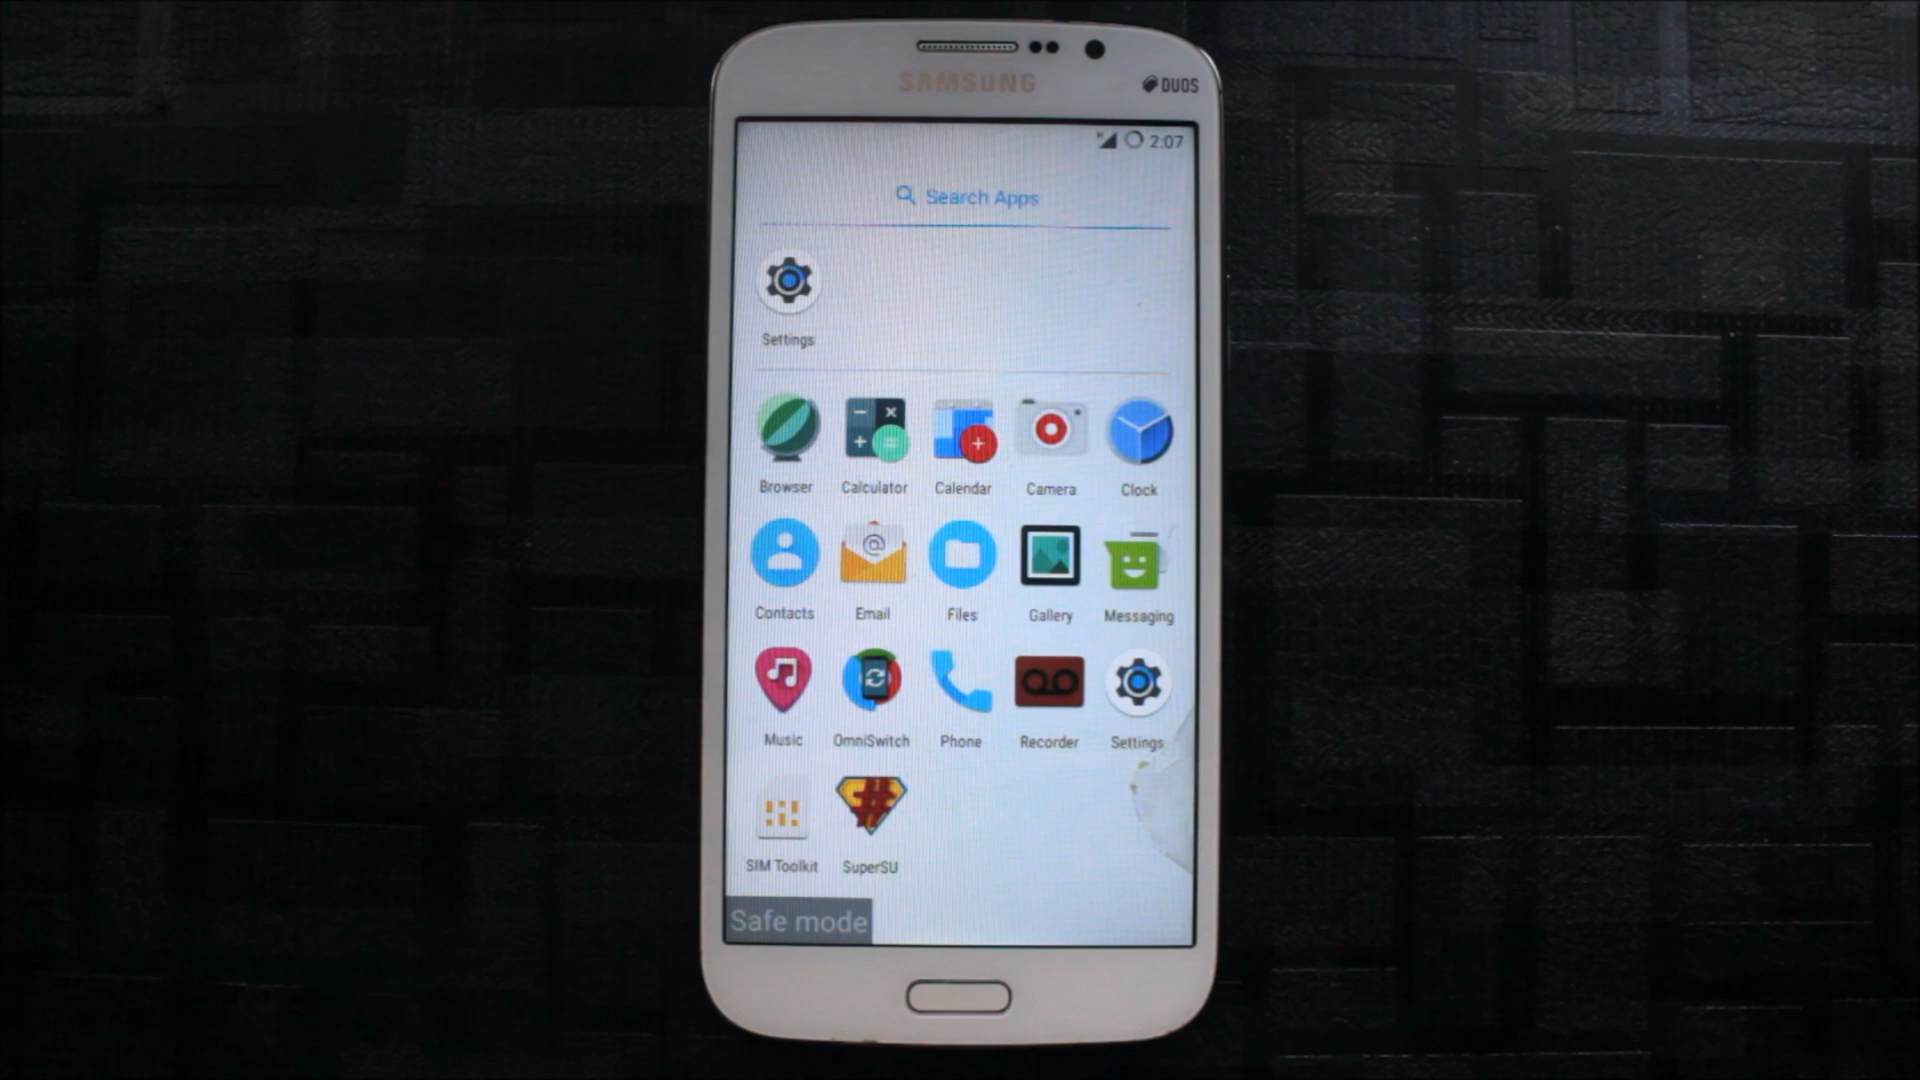 SAMSUNG
DUOS
H 2:07
Search Apps
Settings
Browser Calculator Calendar Camera Clock
Contacts Email Files Gallery Messaging
Music OmniSwitch Phone Recorder Settings
SIM Toolkit SuperSU
Safe mode